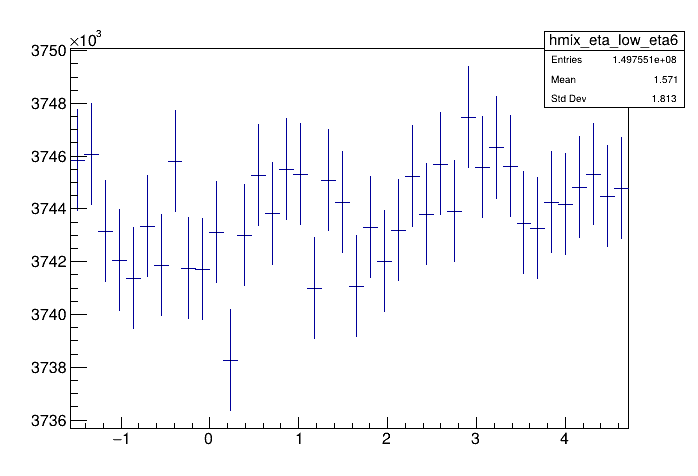 ×10³
hmix_eta_low_eta6
Entries 1.497551e+08
Mean 1.571
Std Dev 1.813
3750
3748
3746
3744
3742
3740
3738
3736
−1 0 1 2 3 4